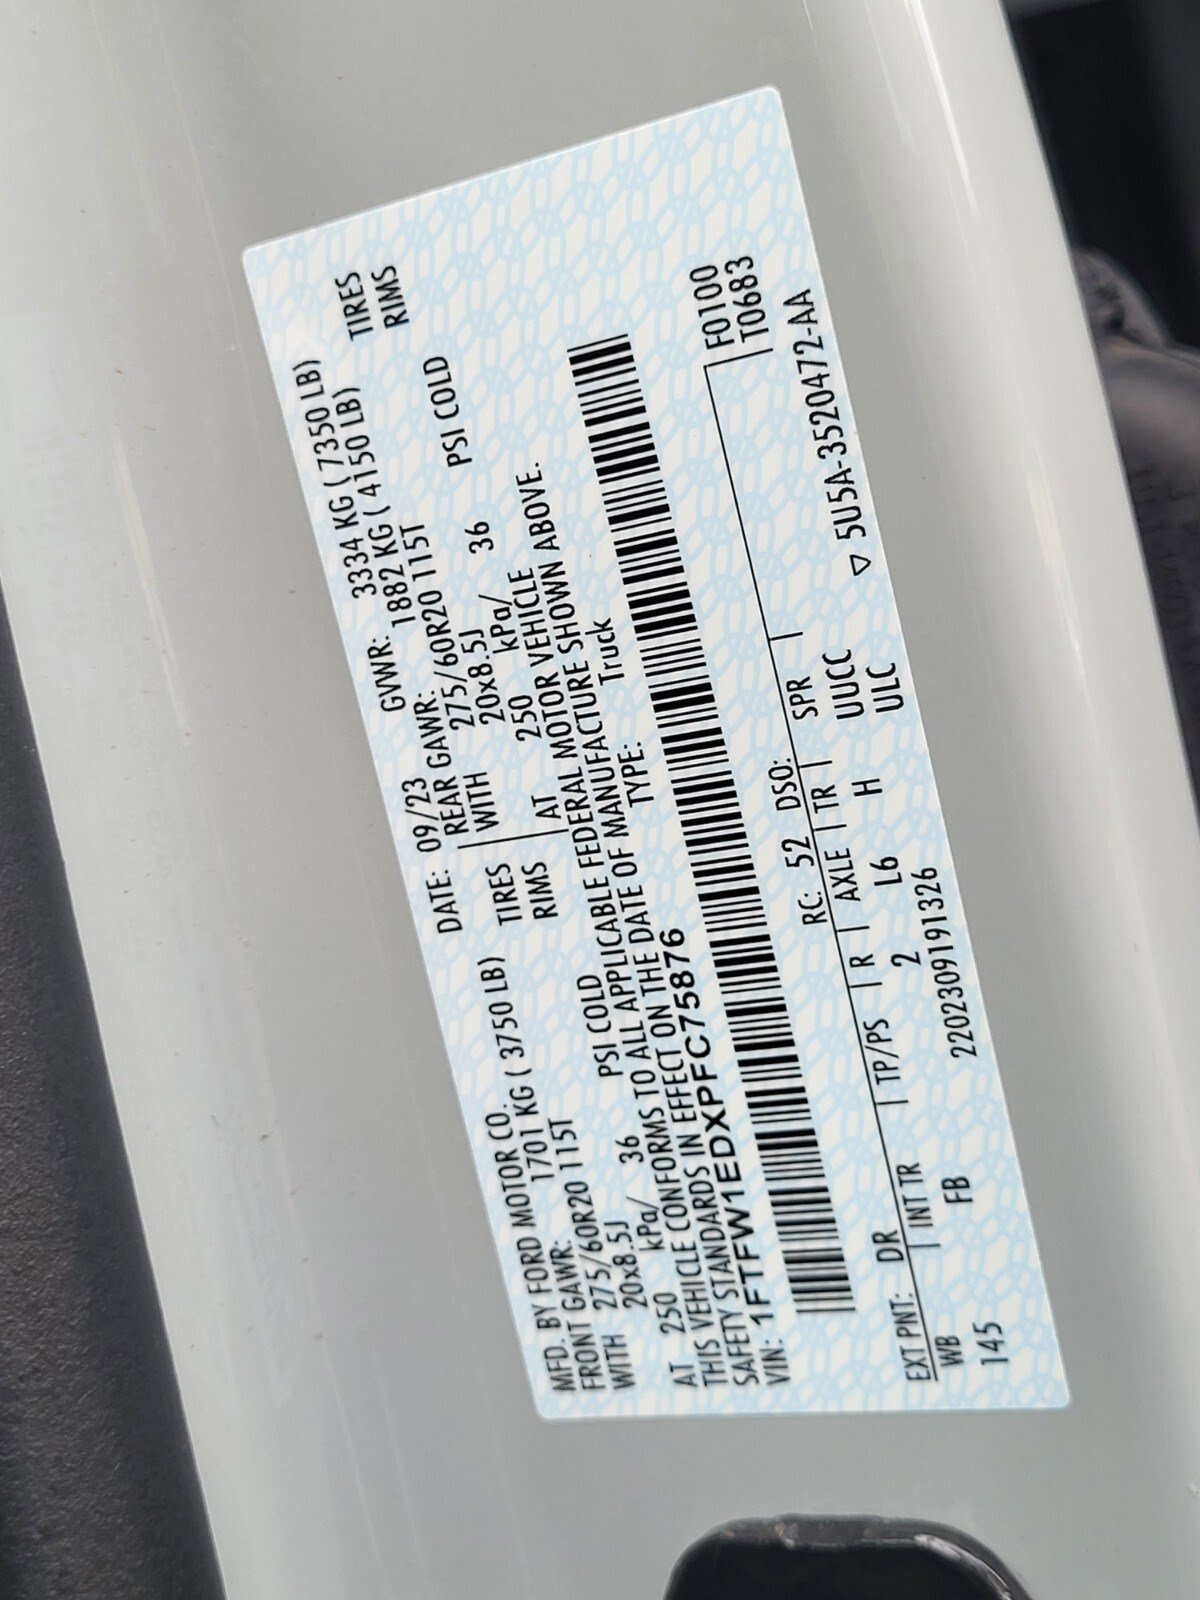 MFD. BY FORD MOTOR CO. DATE: 09/23 GVWR: 3334 KG ( 7350 LB)
FRONT GAWR: 1701 KG ( 3750 LB) REAR GAWR: 1882 KG ( 4150 LB)
WITH 275/60R20 115T TIRES WITH 275/60R20 115T TIRES
20x8.5J RIMS 20x8.5J RIMS
AT 250 kPa/ 36 PSI COLD AT 250 kPa/ 36 PSI COLD
THIS VEHICLE CONFORMS TO ALL APPLICABLE FEDERAL MOTOR VEHICLE
SAFETY STANDARDS IN EFFECT ON THE DATE OF MANUFACTURE SHOWN ABOVE.
VIN: 1FTFW1EDXPFC75876 TYPE: Truck
F0100
T0683
EXT PNT: DR RC: 52 DSO:
WB INT TR TP/PS R AXLE TR SPR
145 FB 2 L6 H UUCC
ULC
2202309191326 ▽ 5U5A-3520472-AA